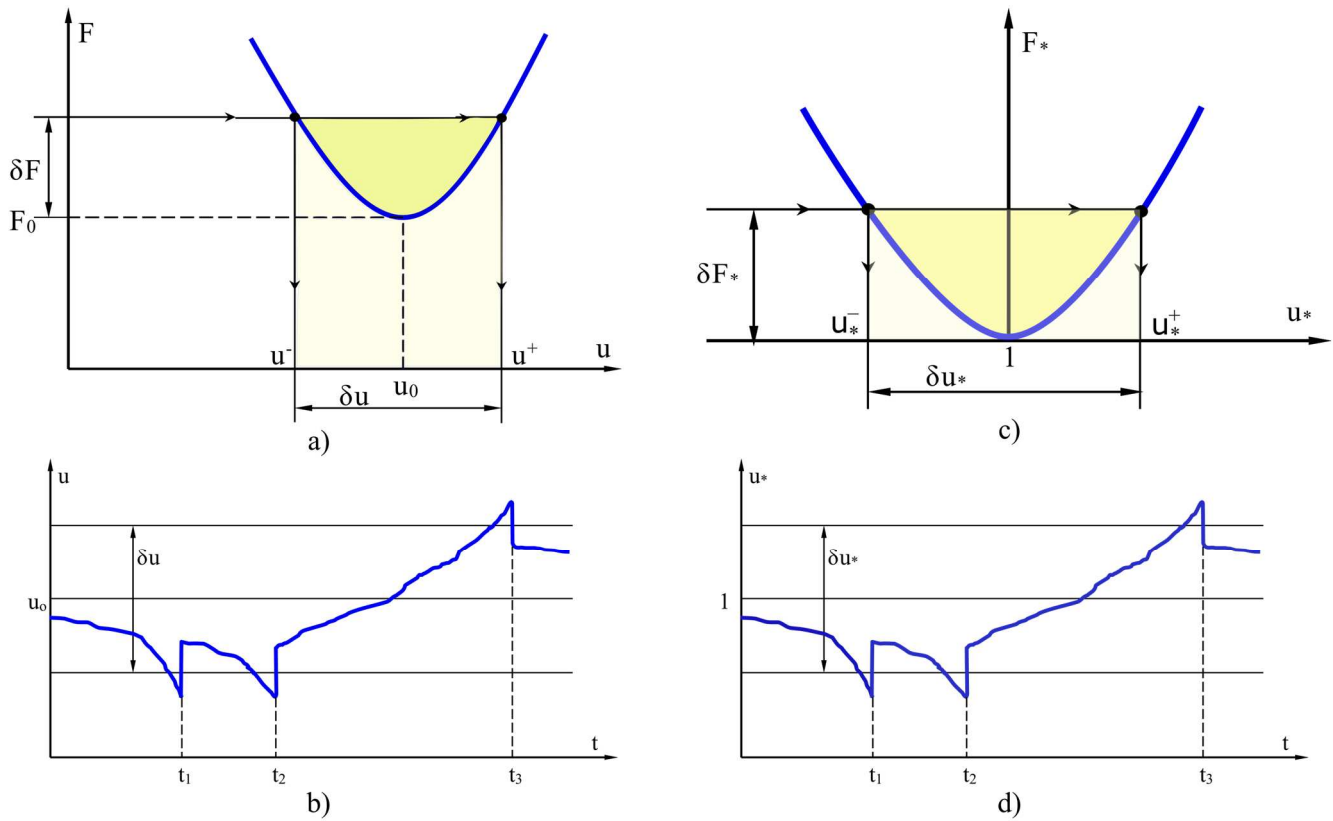 F
δF
F₀
u⁻
u⁺
u
u₀
δu
a)
F*
δF*
u*⁻
u*⁺
u*
1
δu*
c)
u
δu
uₒ
t
t₁
t₂
t₃
b)
u*
δu*
1
t
t₁
t₂
t₃
d)